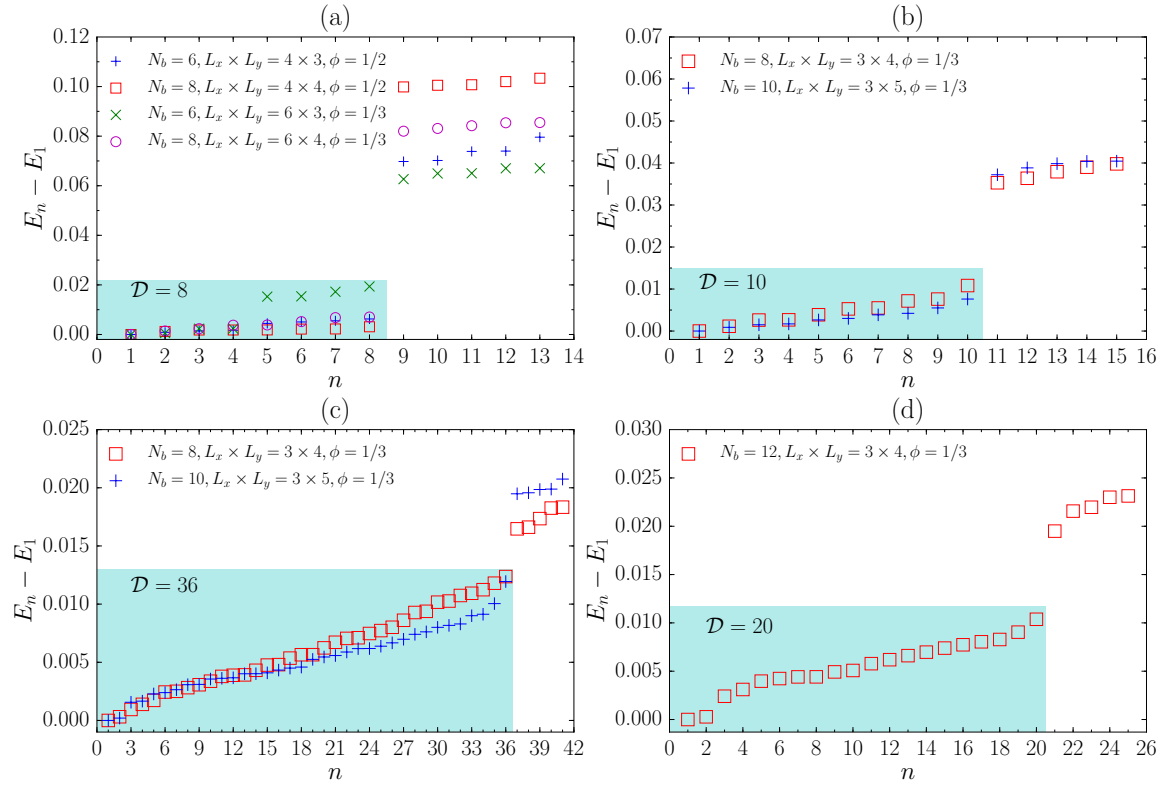 (a)
0.12
0.10
0.08
0.06
0.04
0.02
0.00
E_n − E_1
N_b = 6, L_x × L_y = 4 × 3, ϕ = 1/2
N_b = 8, L_x × L_y = 4 × 4, ϕ = 1/2
N_b = 6, L_x × L_y = 6 × 3, ϕ = 1/3
N_b = 8, L_x × L_y = 6 × 4, ϕ = 1/3
𝒟 = 8
0 1 2 3 4 5 6 7 8 9 10 11 12 13 14
n
(b)
0.07
0.06
0.05
0.04
0.03
0.02
0.01
0.00
E_n − E_1
N_b = 8, L_x × L_y = 3 × 4, ϕ = 1/3
N_b = 10, L_x × L_y = 3 × 5, ϕ = 1/3
𝒟 = 10
0 1 2 3 4 5 6 7 8 9 10 11 12 13 14 15 16
n
(c)
0.025
0.020
0.015
0.010
0.005
0.000
E_n − E_1
N_b = 8, L_x × L_y = 3 × 4, ϕ = 1/3
N_b = 10, L_x × L_y = 3 × 5, ϕ = 1/3
𝒟 = 36
0 3 6 9 12 15 18 21 24 27 30 33 36 39 42
n
(d)
0.030
0.025
0.020
0.015
0.010
0.005
0.000
E_n − E_1
N_b = 12, L_x × L_y = 3 × 4, ϕ = 1/3
𝒟 = 20
0 2 4 6 8 10 12 14 16 18 20 22 24 26
n